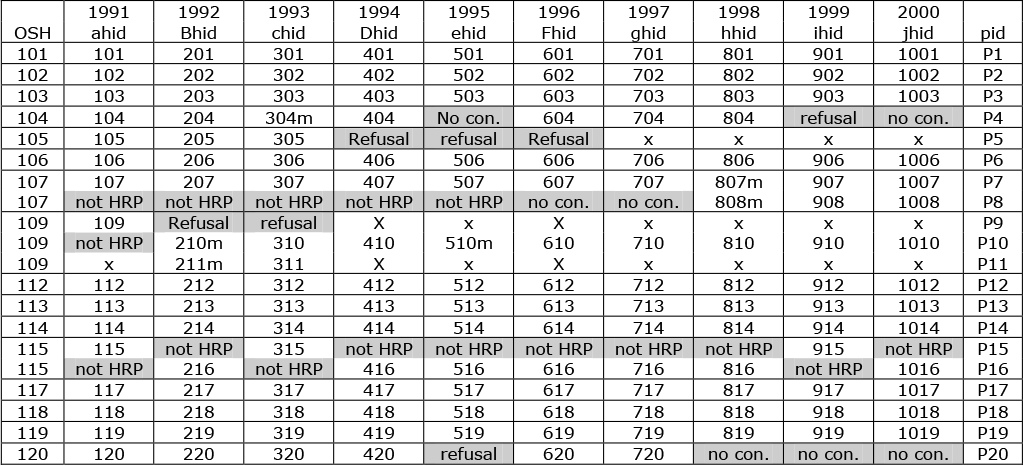 1991 1992 1993 1994 1995 1996 1997 1998 1999 2000
OSH ahid Bhid chid Dhid ehid Fhid ghid hhid ihid jhid pid
101 101 201 301 401 501 601 701 801 901 1001 P1
102 102 202 302 402 502 602 702 802 902 1002 P2
103 103 203 303 403 503 603 703 803 903 1003 P3
104 104 204 304m 404 No con. 604 704 804 refusal no con. P4
105 105 205 305 Refusal refusal Refusal x x x x P5
106 106 206 306 406 506 606 706 806 906 1006 P6
107 107 207 307 407 507 607 707 807m 907 1007 P7
107 not HRP not HRP not HRP not HRP not HRP no con. no con. 808m 908 1008 P8
109 109 Refusal refusal X x X x x x x P9
109 not HRP 210m 310 410 510m 610 710 810 910 1010 P10
109 x 211m 311 X x X x x x x P11
112 112 212 312 412 512 612 712 812 912 1012 P12
113 113 213 313 413 513 613 713 813 913 1013 P13
114 114 214 314 414 514 614 714 814 914 1014 P14
115 115 not HRP 315 not HRP not HRP not HRP not HRP not HRP 915 not HRP P15
115 not HRP 216 not HRP 416 516 616 716 816 not HRP 1016 P16
117 117 217 317 417 517 617 717 817 917 1017 P17
118 118 218 318 418 518 618 718 818 918 1018 P18
119 119 219 319 419 519 619 719 819 919 1019 P19
120 120 220 320 420 refusal 620 720 no con. no con. no con. P20